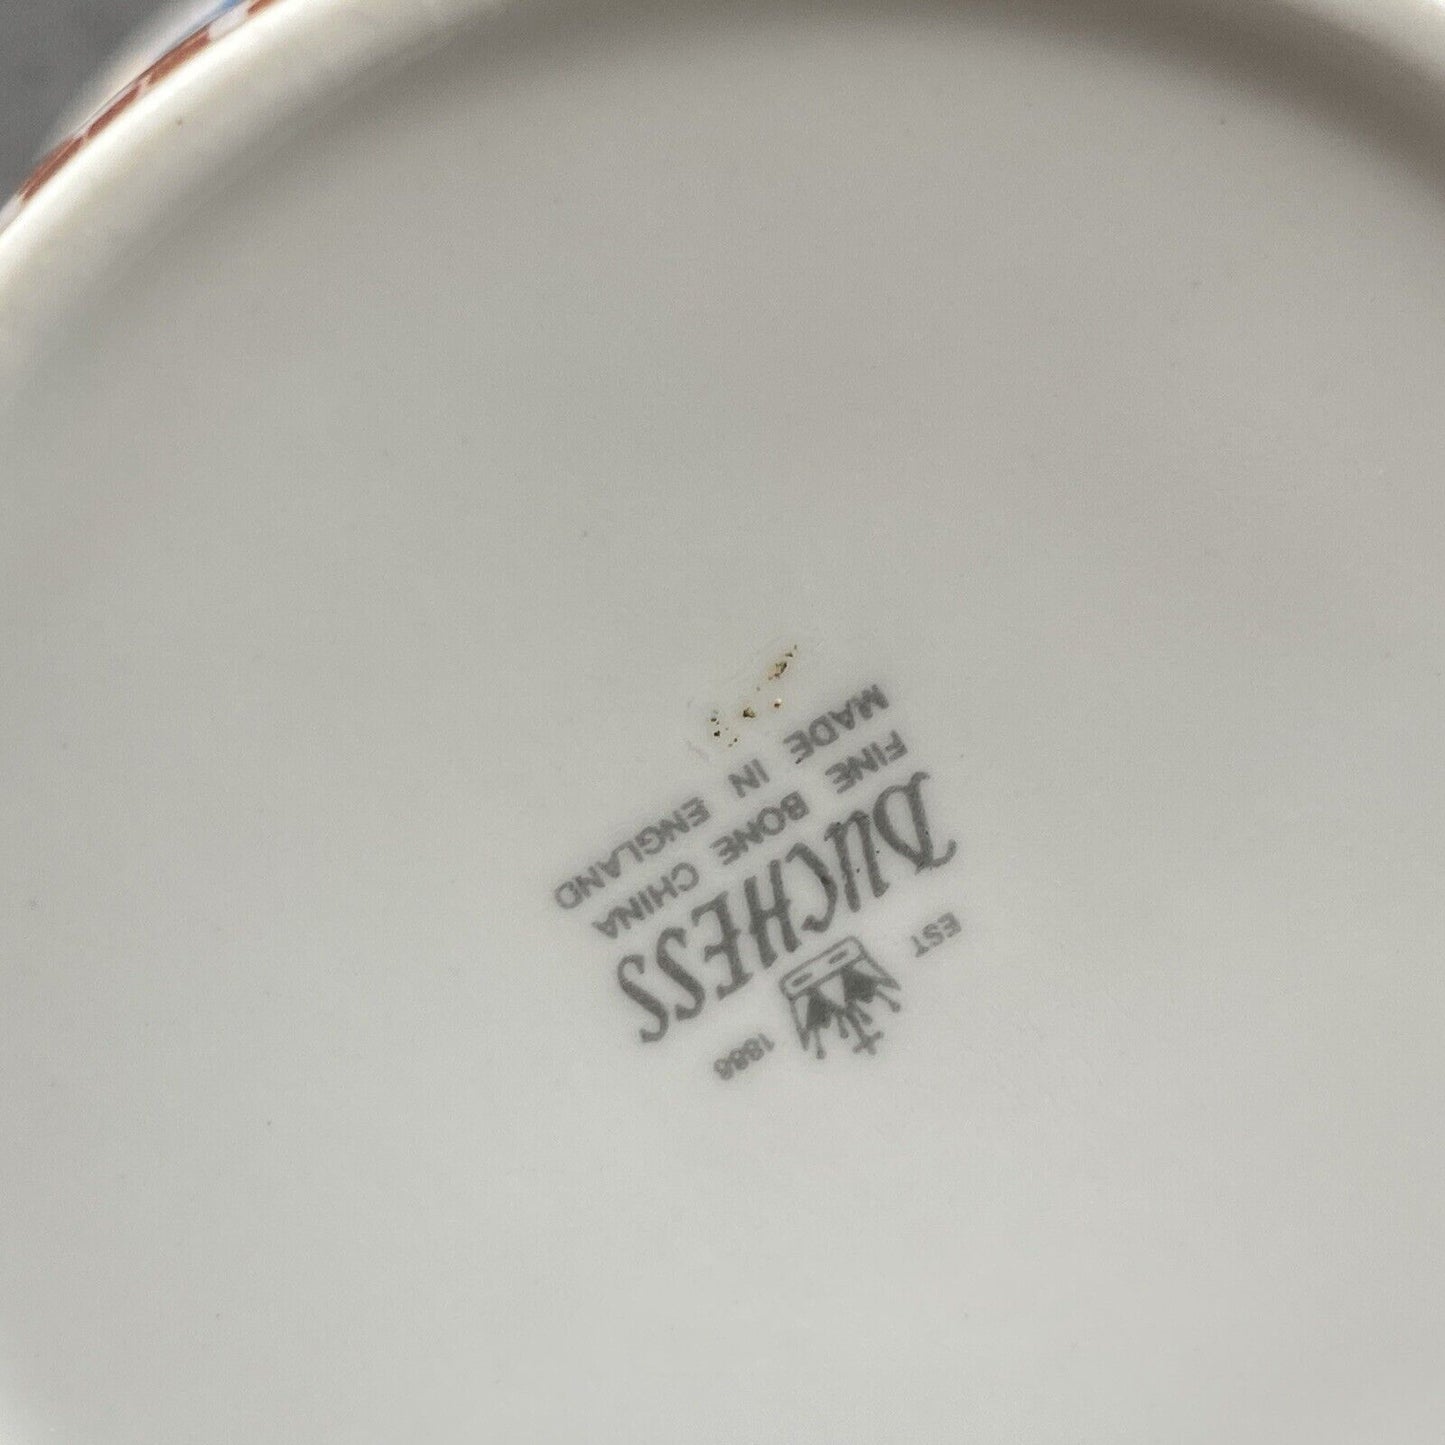 EST 1888
DUCHESS
FINE BONE CHINA
MADE IN ENGLAND